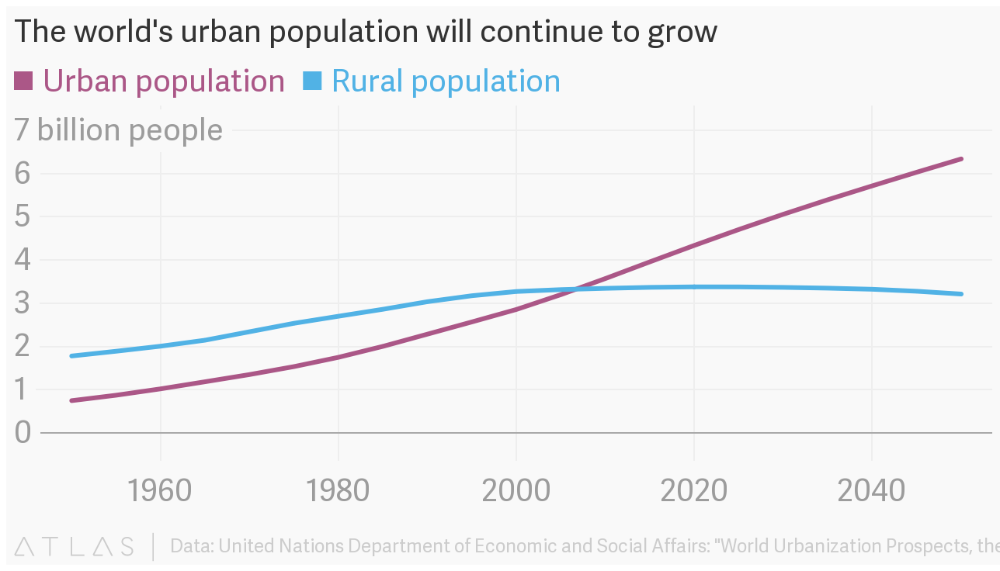 The world's urban population will continue to grow
Urban population Rural population
7 billion people
6
5
4
3
2
1
0
1960 1980 2000 2020 2040
ATLAS | Data: United Nations Department of Economic and Social Affairs: "World Urbanization Prospects, the